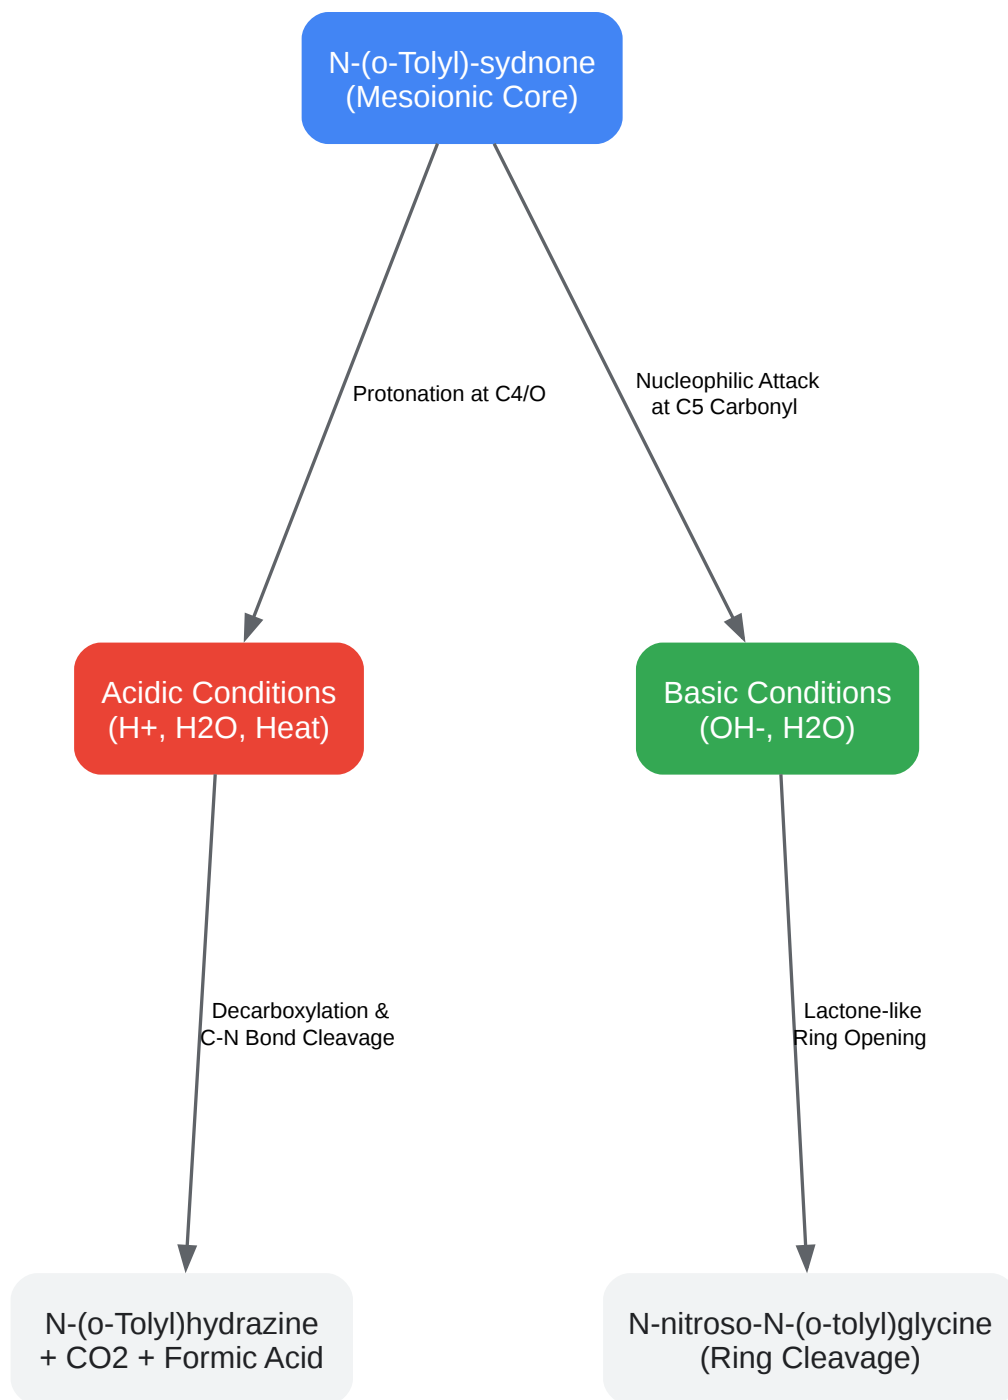 N-(o-Tolyl)-sydnone
(Mesoionic Core)
Protonation at C4/O
Nucleophilic Attack
at C5 Carbonyl
Acidic Conditions
(H+, H2O, Heat)
Basic Conditions
(OH-, H2O)
Decarboxylation &
C-N Bond Cleavage
Lactone-like
Ring Opening
N-(o-Tolyl)hydrazine
+ CO2 + Formic Acid
N-nitroso-N-(o-tolyl)glycine
(Ring Cleavage)